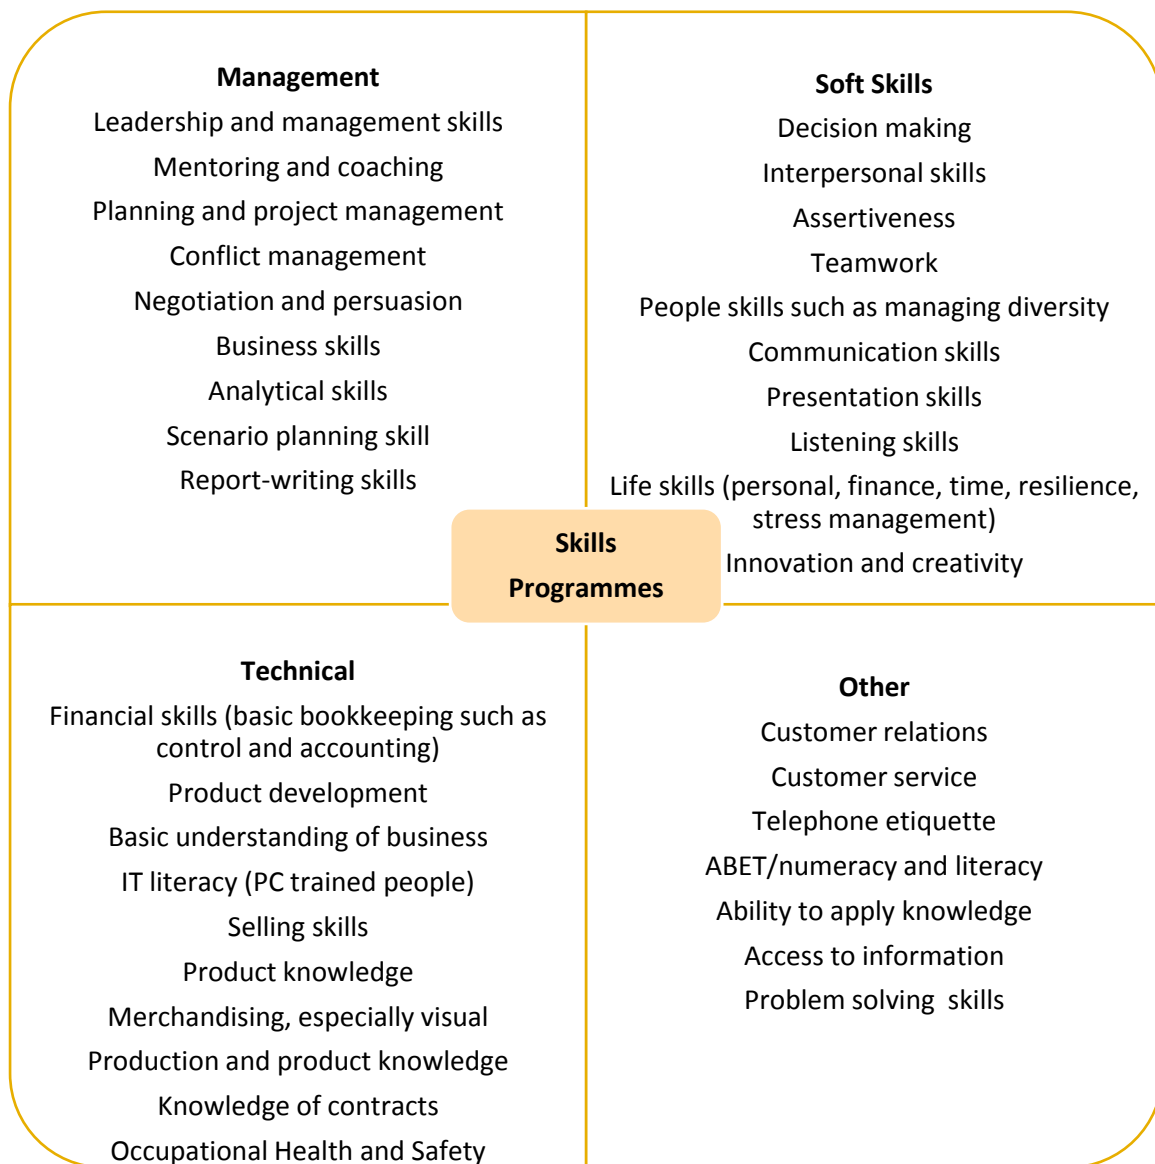 Management
Leadership and management skills
Mentoring and coaching
Planning and project management
Conflict management
Negotiation and persuasion
Business skills
Analytical skills
Scenario planning skill
Report-writing skills
Soft Skills
Decision making
Interpersonal skills
Assertiveness
Teamwork
People skills such as managing diversity
Communication skills
Presentation skills
Listening skills
Life skills (personal, finance, time, resilience,
stress management)
Innovation and creativity
Skills
Programmes
Technical
Financial skills (basic bookkeeping such as
control and accounting)
Product development
Basic understanding of business
IT literacy (PC trained people)
Selling skills
Product knowledge
Merchandising, especially visual
Production and product knowledge
Knowledge of contracts
Occupational Health and Safety
Other
Customer relations
Customer service
Telephone etiquette
ABET/numeracy and literacy
Ability to apply knowledge
Access to information
Problem solving  skills